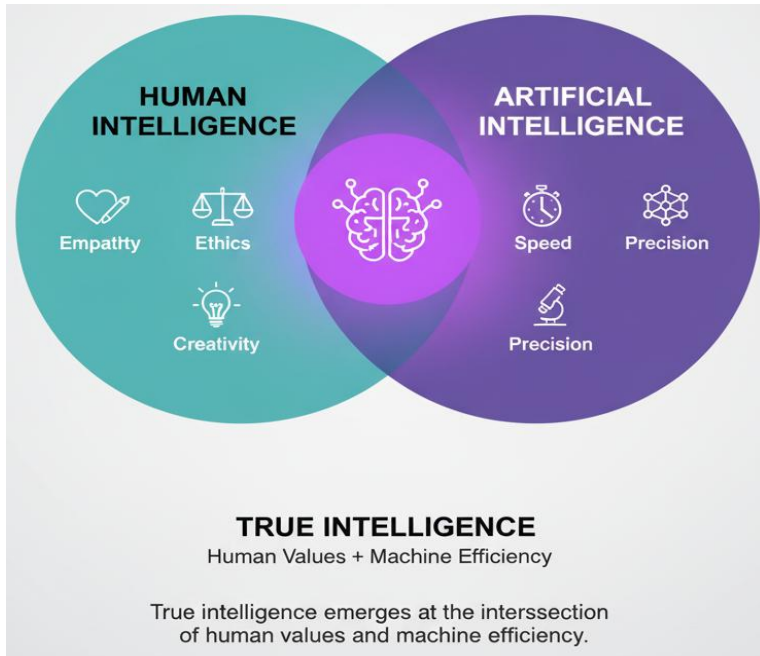 HUMAN
INTELLIGENCE
Empathty
Ethics
Creativity
ARTIFICIAL
INTELLIGENCE
Speed
Precision
Precision
TRUE INTELLIGENCE
Human Values + Machine Efficiency
True intelligence emerges at the interssection
of human values and machine efficiency.